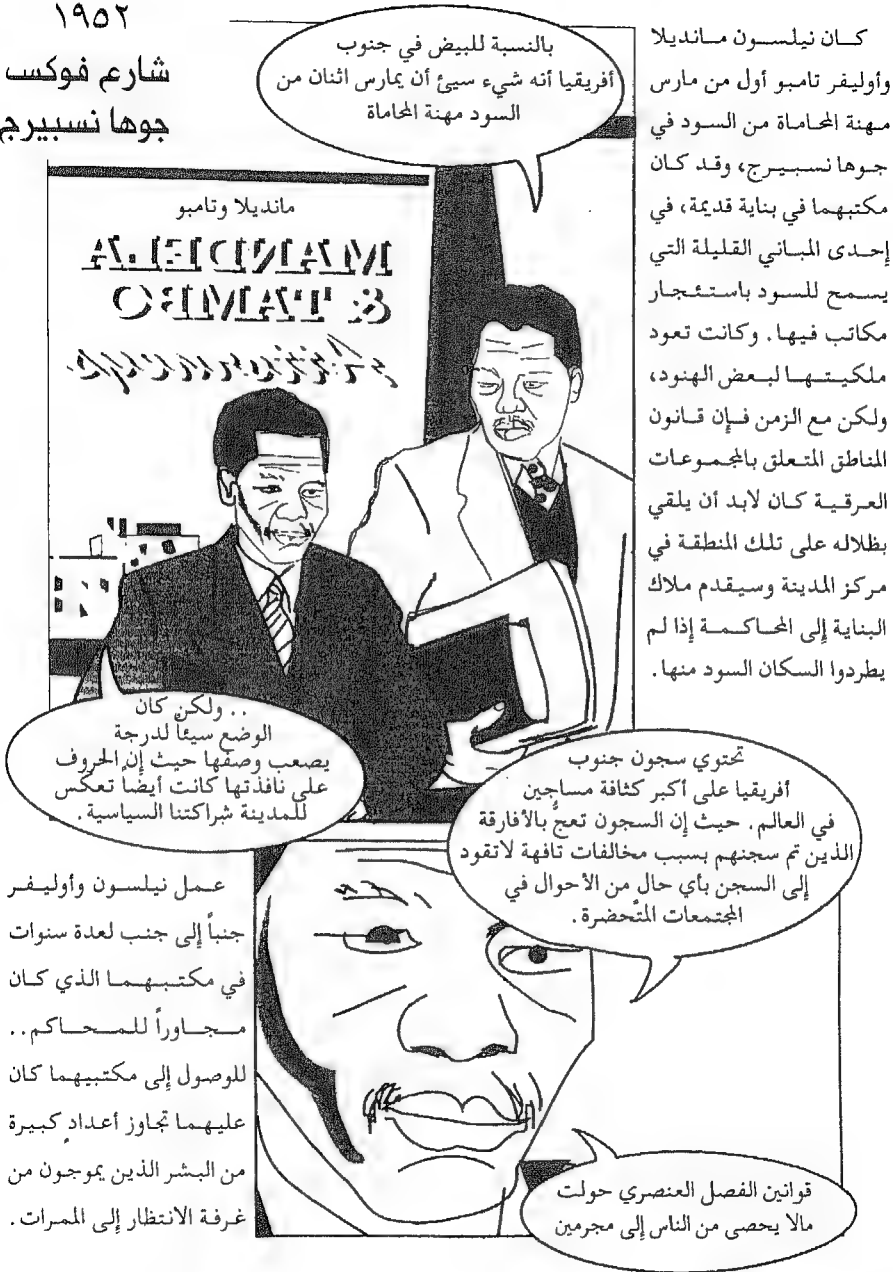 ١٩٥٢
شارع فوكسب
جوها نسبيرج
بالنسبة للبيض في جنوب
أفريقيا أنه شيء سيئ أن يمارس اثنان من
السود مهنة المحاماة
كان نيلسون مانديلا
وأوليفر تامبو أول من مارس
مهنة المحاماة من السود في
جوها نسبيرج، وقد كان
مكتبهما في بناية قديمة، في
إحدى المباني القليلة التي
يسمح للسود باستئجار
مكاتب فيها. وكانت تعود
ملكيتها لبعض الهنود،
ولكن مع الزمن فإن قانون
المناطق المتعلق بالمجموعات
العرقية كان لابد أن يلقي
بظلاله على تلك المنطقة في
مركز المدينة وسيقدم ملاك
البناية إلى المحاكمة إذا لم
يطردوا السكان السود منها.
مانديلا وتامبو
MANDELA
& TAMBO
.. ولكن كان
الوضع سيئاً لدرجة
يصعب وصفها حيث إن الحروف
على نافذتها كانت أيضاً تعكس
للمدينة شراكتنا السياسية.
تحتوي سجون جنوب
أفريقيا على أكبر كثافة مساجين
في العالم. حيث إن السجون تعجُّ بالأفارقة
الذين تم سجنهم بسبب مخالفات تافهة لاتقود
إلى السجن بأي حال من الأحوال في
المجتمعات المتَحضرة.
عمل نيلسون وأوليفر
جنباً إلى جنب لعدة سنوات
في مكتبهما الذي كان
مجاوراً للمحاكم..
للوصول إلى مكتبيهما كان
عليهما تجاوز أعدادٍ كبيرة
من البشر الذين يموجون من
غرفة الانتظار إلى الممرات.
قوانين الفصل العنصري حولت
مالا يحصى من الناس إلى مجرمين